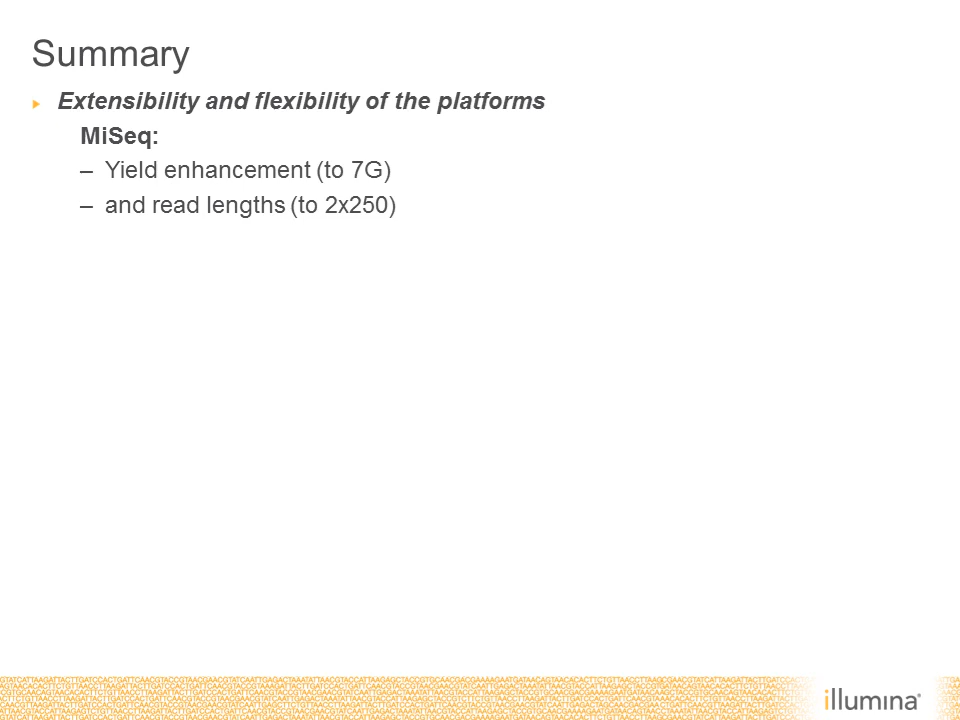 Summary
Extensibility and flexibility of the platforms
MiSeq:
– Yield enhancement (to 7G)
– and read lengths (to 2x250)
illumina®